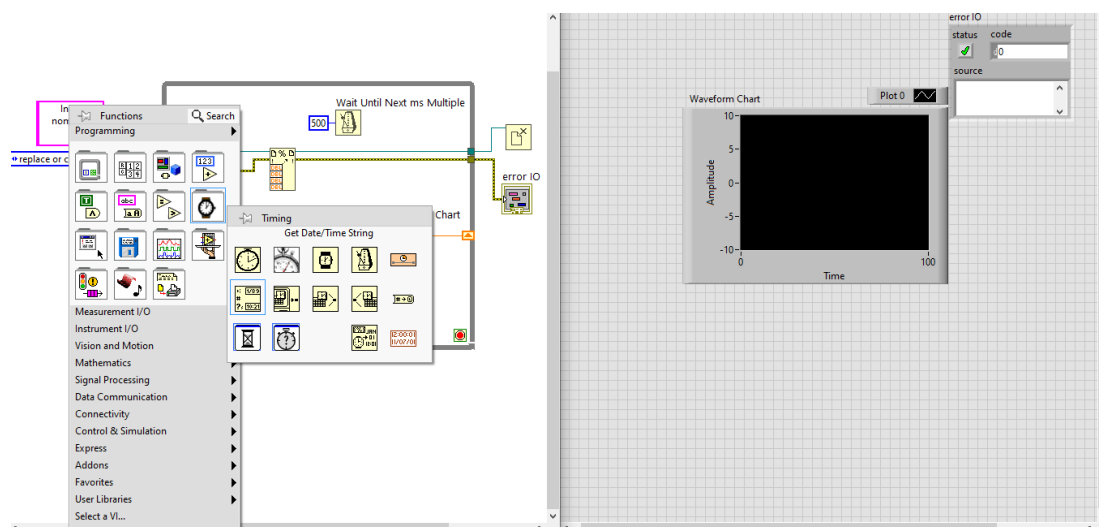 In
nom
replace or c
Functions
Search
Programming
Measurement I/O
Instrument I/O
Vision and Motion
Mathematics
Signal Processing
Data Communication
Connectivity
Control & Simulation
Express
Addons
Favorites
User Libraries
Select a VI...
Wait Until Next ms Multiple
500
error IO
Chart
Timing
Get Date/Time String
error IO
status code
0
source
Waveform Chart
Plot 0
10
5
0
-5
-10
Amplitude
0
100
Time